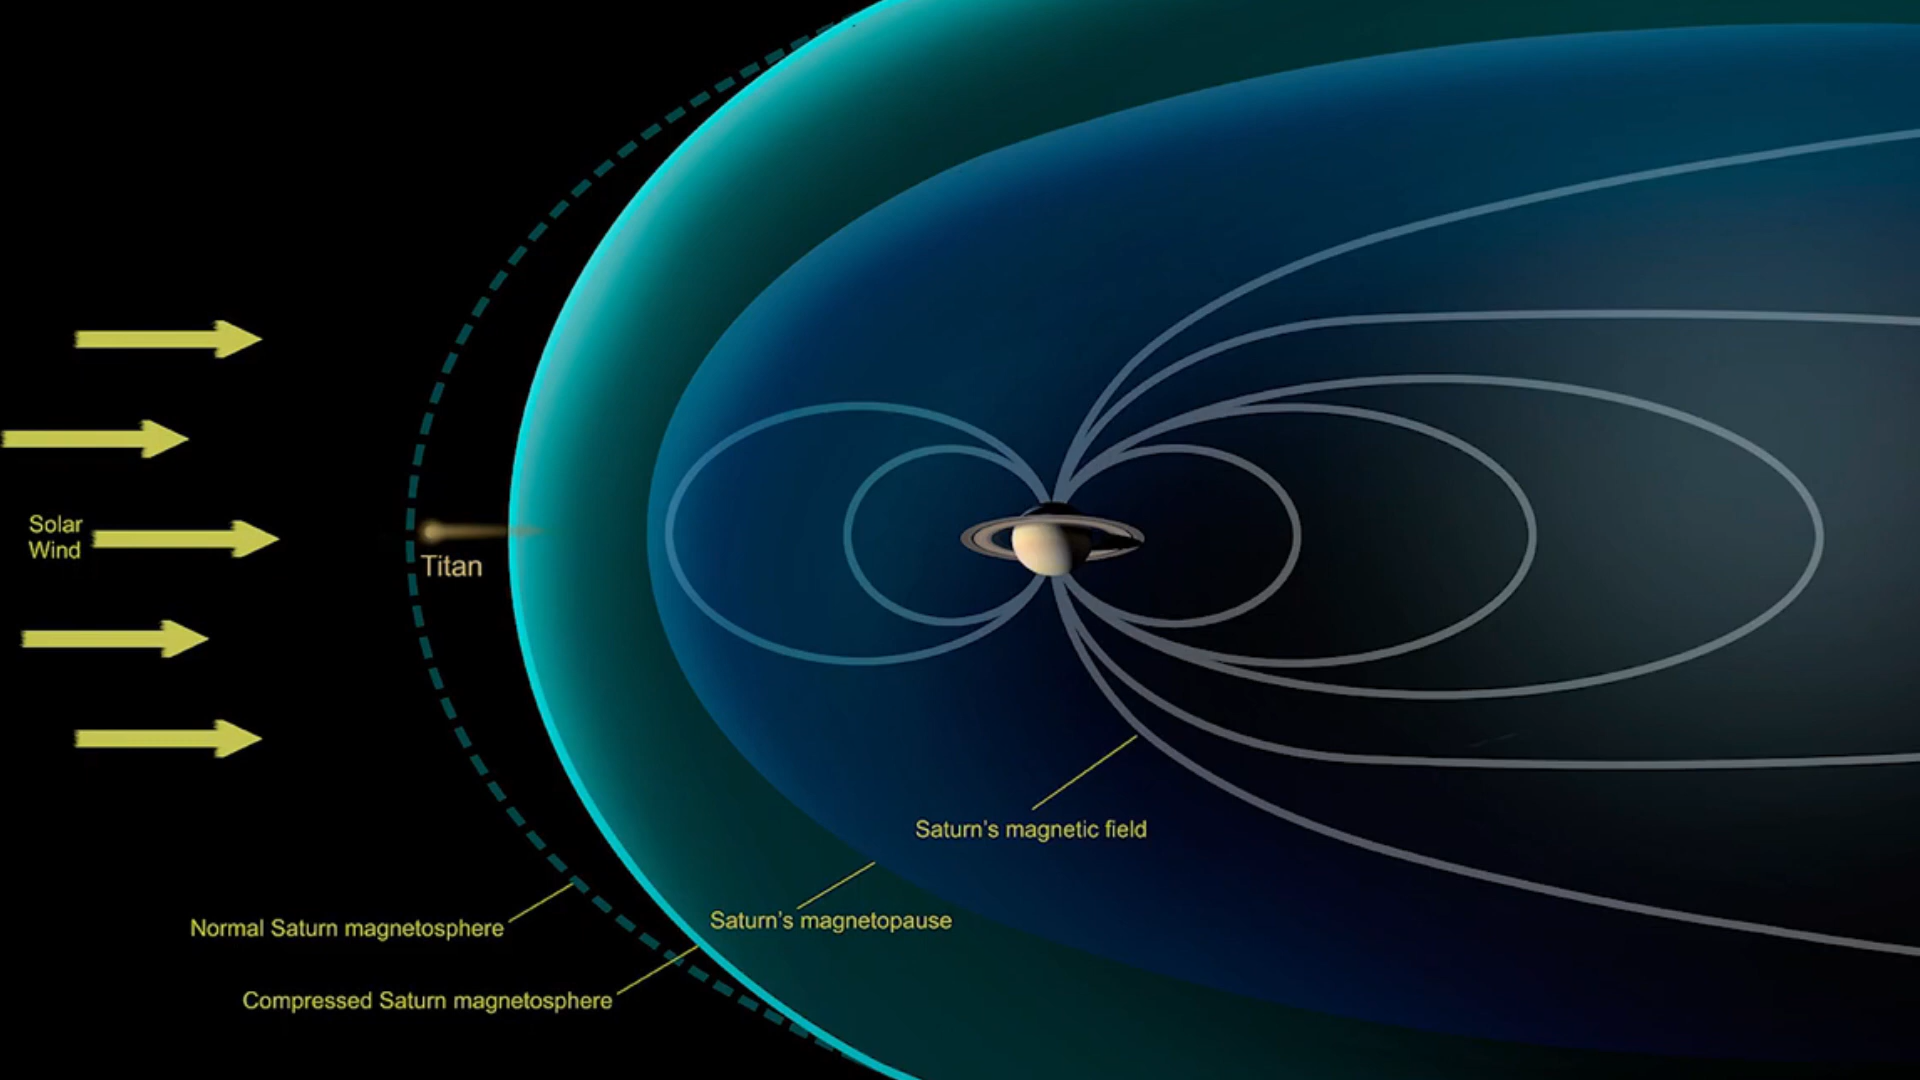 Solar
Wind
Titan
Saturn's magnetic field
Saturn's magnetopause
Normal Saturn magnetosphere
Compressed Saturn magnetosphere